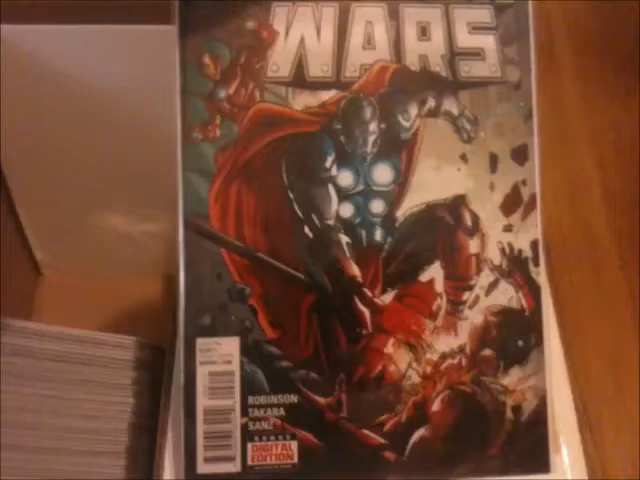 WARS
ROBINSON
TAKARA
SANZ
DIGITAL
EDITION